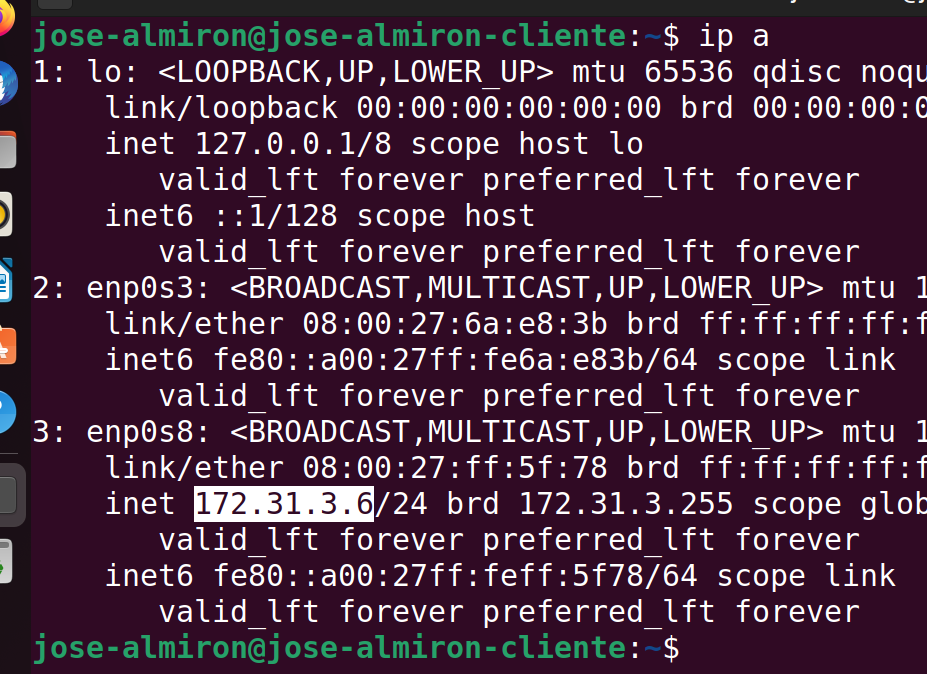 jose-almiron@jose-almiron-cliente:~$ ip a
1: lo: <LOOPBACK,UP,LOWER_UP> mtu 65536 qdisc noqu
link/loopback 00:00:00:00:00:00 brd 00:00:00:0
inet 127.0.0.1/8 scope host lo
valid_lft forever preferred_lft forever
inet6 ::1/128 scope host
valid_lft forever preferred_lft forever
2: enp0s3: <BROADCAST,MULTICAST,UP,LOWER_UP> mtu 1
link/ether 08:00:27:6a:e8:3b brd ff:ff:ff:ff:f
inet6 fe80::a00:27ff:fe6a:e83b/64 scope link
valid_lft forever preferred_lft forever
3: enp0s8: <BROADCAST,MULTICAST,UP,LOWER_UP> mtu 1
link/ether 08:00:27:ff:5f:78 brd ff:ff:ff:ff:f
inet 172.31.3.6/24 brd 172.31.3.255 scope glob
valid_lft forever preferred_lft forever
inet6 fe80::a00:27ff:feff:5f78/64 scope link
valid_lft forever preferred_lft forever
jose-almiron@jose-almiron-cliente:~$